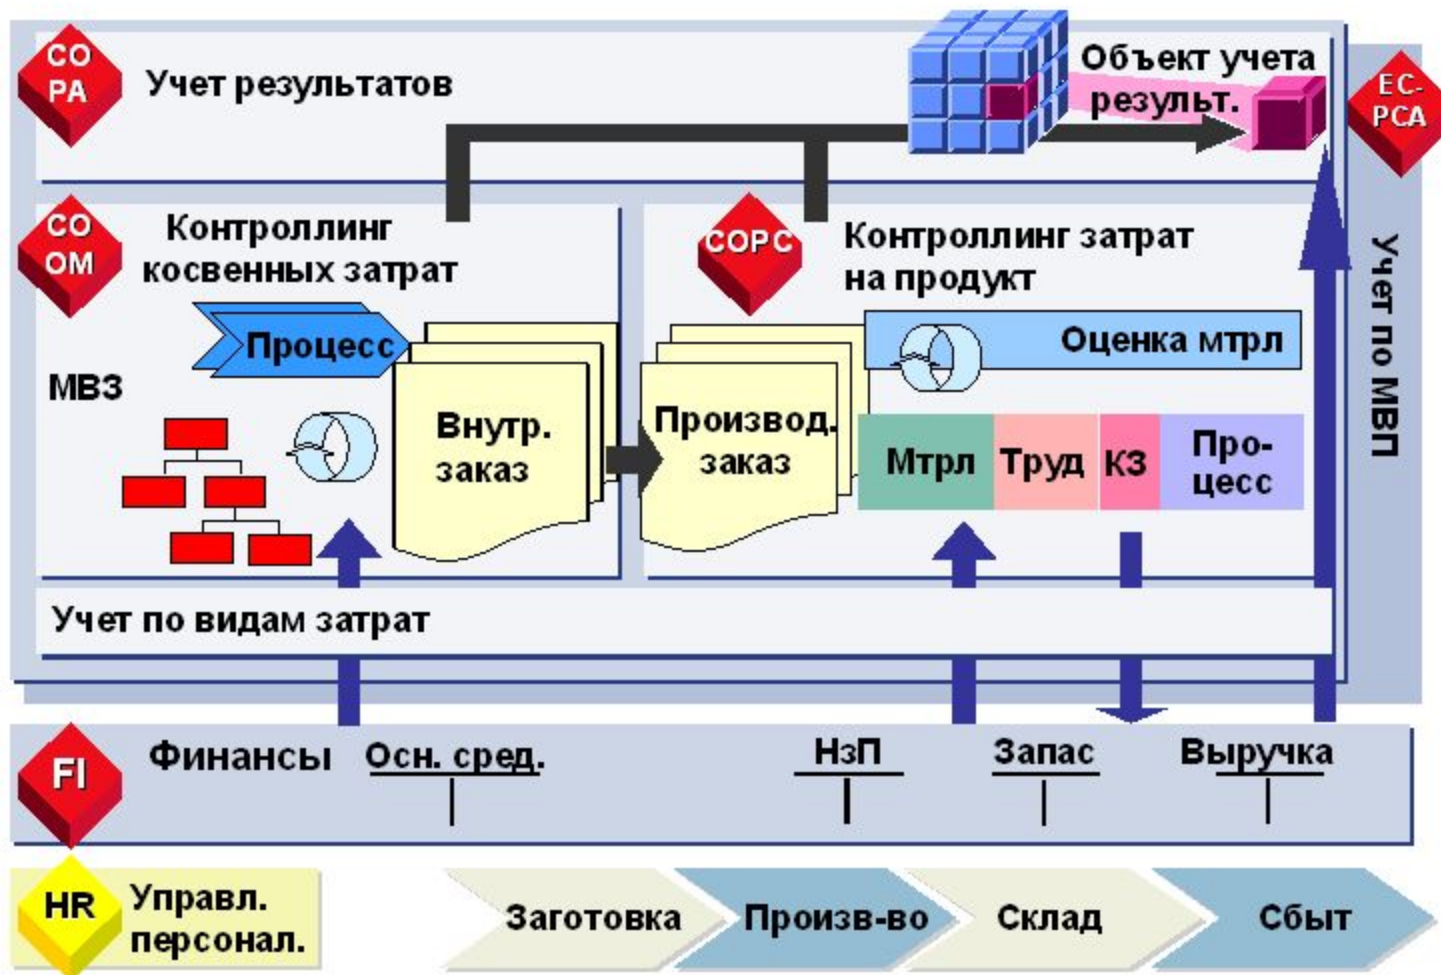 CO
PA
Учет результатов
Объект учета
результ.
EC-
PCA
CO
OM
Контроллинг
косвенных затрат
COPC
Контроллинг затрат
на продукт
Учет по МВП
Процесс
Оценка мтрл
МВЗ
Внутр.
заказ
Производ.
заказ
Мтрл
Труд
КЗ
Про-
цесс
Учет по видам затрат
FI
Финансы
Осн. сред.
НзП
Запас
Выручка
HR
Управл.
персонал.
Заготовка
Произв-во
Склад
Сбыт